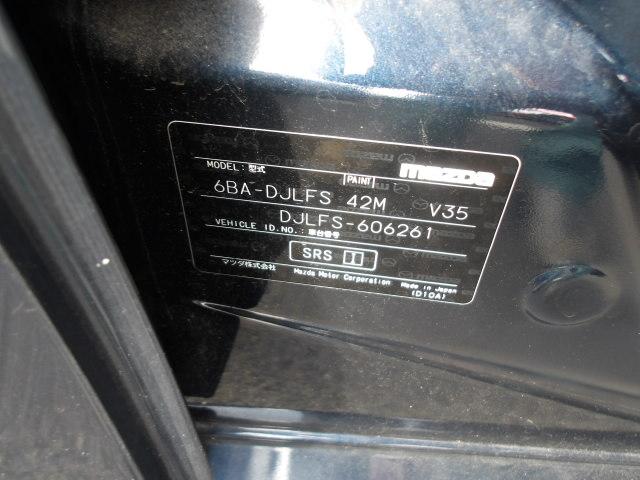 mazda
MODEL: 型式 PAINT
6BA-DJLFS 42M V35
DJLFS-606261
VEHICLE ID.NO.: 車台番号
SRS
マツダ株式会社 Mazda Motor Corporation Made in Japan
(D10A)